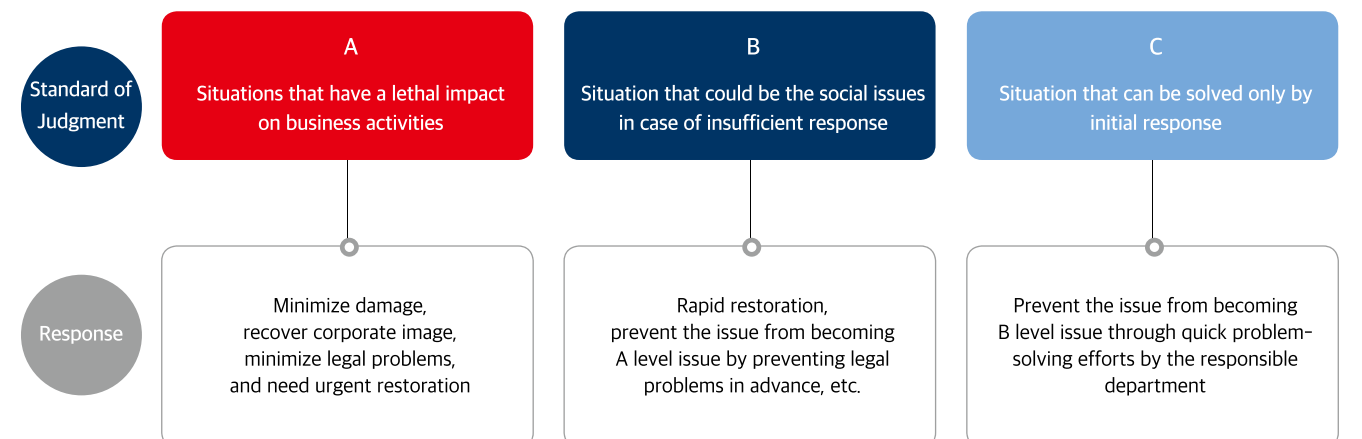 Standard of
Judgment
A
Situations that have a lethal impact
on business activities
B
Situation that could be the social issues
in case of insufficient response
C
Situation that can be solved only by
initial response
Response
Minimize damage,
recover corporate image,
minimize legal problems,
and need urgent restoration
Rapid restoration,
prevent the issue from becoming
A level issue by preventing legal
problems in advance, etc.
Prevent the issue from becoming
B level issue through quick problem-
solving efforts by the responsible
department